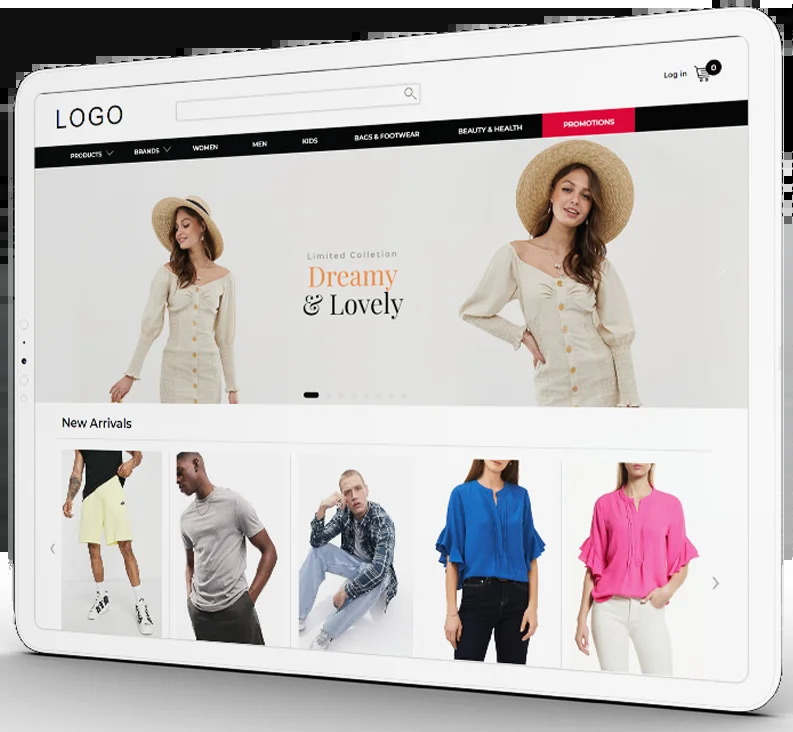 LOGO
Log in
0
PRODUCTS
BRANDS
WOMEN
MEN
KIDS
BAGS & FOOTWEAR
BEAUTY & HEALTH
PROMOTIONS
Limited Colletion
Dreamy
& Lovely
New Arrivals